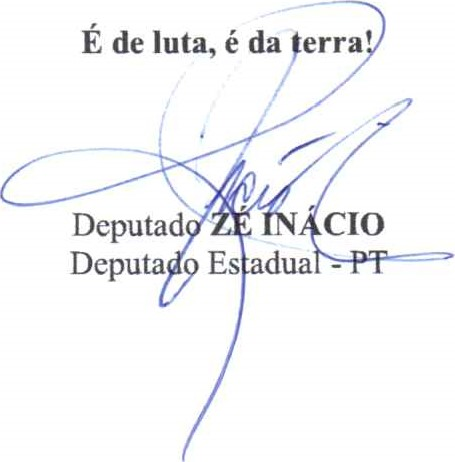 É de luta, é da terra!
Deputado ZÉ INÁCIO
Deputado Estadual - PT